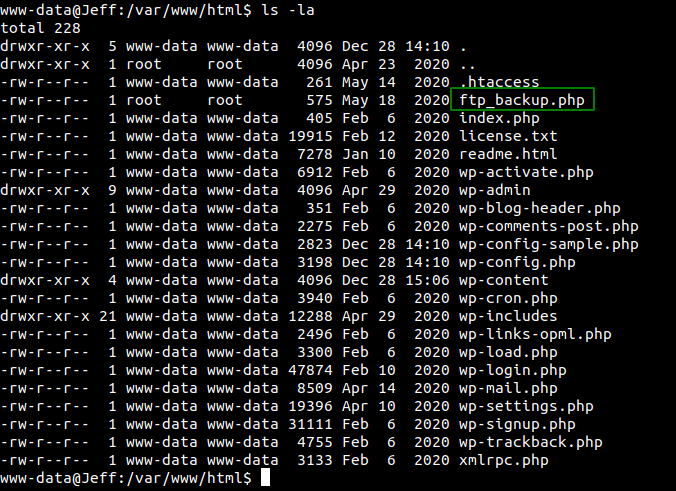 www-data@Jeff:/var/www/html$ ls -la
total 228
drwxr-xr-x  5 www-data www-data  4096 Dec 28 14:10 .
drwxr-xr-x  1 root     root      4096 Apr 23  2020 ..
-rw-r--r--  1 www-data www-data   261 May 14  2020 .htaccess
-rw-r--r--  1 root     root       575 May 18  2020 ftp_backup.php
-rw-r--r--  1 www-data www-data   405 Feb  6  2020 index.php
-rw-r--r--  1 www-data www-data 19915 Feb 12  2020 license.txt
-rw-r--r--  1 www-data www-data  7278 Jan 10  2020 readme.html
-rw-r--r--  1 www-data www-data  6912 Feb  6  2020 wp-activate.php
drwxr-xr-x  9 www-data www-data  4096 Apr 29  2020 wp-admin
-rw-r--r--  1 www-data www-data   351 Feb  6  2020 wp-blog-header.php
-rw-r--r--  1 www-data www-data  2275 Feb  6  2020 wp-comments-post.php
-rw-r--r--  1 www-data www-data  2823 Dec 28 14:10 wp-config-sample.php
-rw-r--r--  1 www-data www-data  3198 Dec 28 14:10 wp-config.php
drwxr-xr-x  4 www-data www-data  4096 Dec 28 15:06 wp-content
-rw-r--r--  1 www-data www-data  3940 Feb  6  2020 wp-cron.php
drwxr-xr-x 21 www-data www-data 12288 Apr 29  2020 wp-includes
-rw-r--r--  1 www-data www-data  2496 Feb  6  2020 wp-links-opml.php
-rw-r--r--  1 www-data www-data  3300 Feb  6  2020 wp-load.php
-rw-r--r--  1 www-data www-data 47874 Feb 10  2020 wp-login.php
-rw-r--r--  1 www-data www-data  8509 Apr 14  2020 wp-mail.php
-rw-r--r--  1 www-data www-data 19396 Apr 10  2020 wp-settings.php
-rw-r--r--  1 www-data www-data 31111 Feb  6  2020 wp-signup.php
-rw-r--r--  1 www-data www-data  4755 Feb  6  2020 wp-trackback.php
-rw-r--r--  1 www-data www-data  3133 Feb  6  2020 xmlrpc.php
www-data@Jeff:/var/www/html$